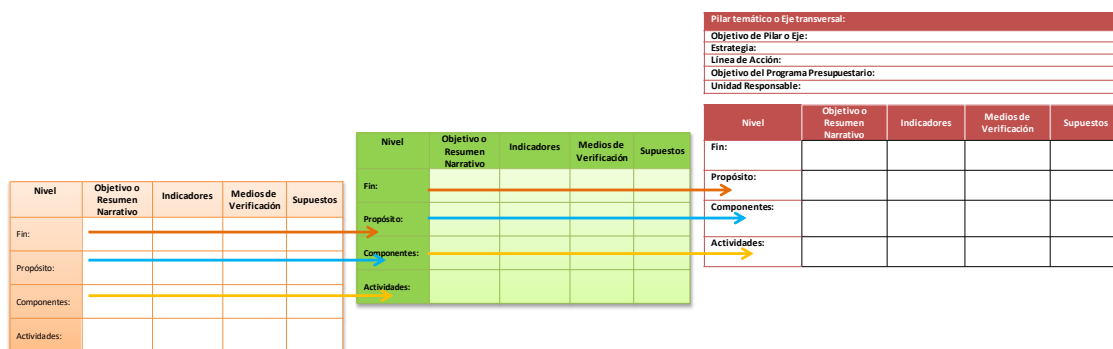 Pilar temático o Eje transversal:
Objetivo de Pilar o Eje:
Estrategia:
Línea de Acción:
Objetivo del Programa Presupuestario:
Unidad Responsable:
Nivel
Objetivo o
Resumen
Narrativo
Indicadores
Medios de
Verificación
Supuestos
Fin:
Propósito:
Componentes:
Actividades:
Nivel
Objetivo o
Resumen
Narrativo
Indicadores
Medios de
Verificación
Supuestos
Fin:
Propósito:
Componentes:
Actividades:
Nivel
Objetivo o
Resumen
Narrativo
Indicadores
Medios de
Verificación
Supuestos
Fin:
Propósito:
Componentes:
Actividades: